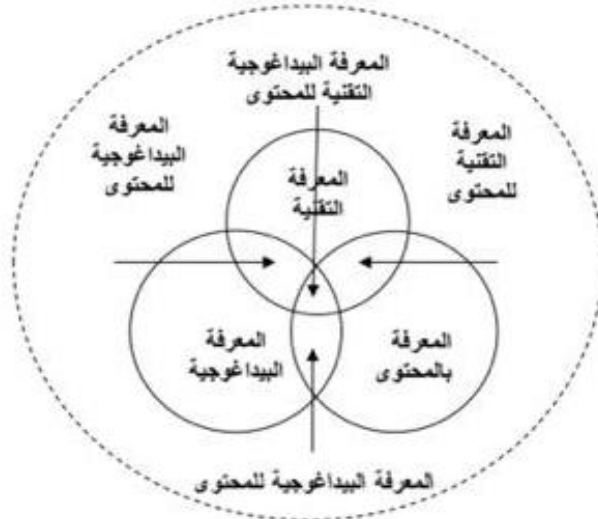 المعرفة البيداغوجية
التقنية للمحتوى
المعرفة
التقنية
للمحتوى
المعرفة
البيداغوجية
للمحتوى
المعرفة
التقنية
المعرفة
بالمحتوى
المعرفة
البيداغوجية
المعرفة البيداغوجية للمحتوى